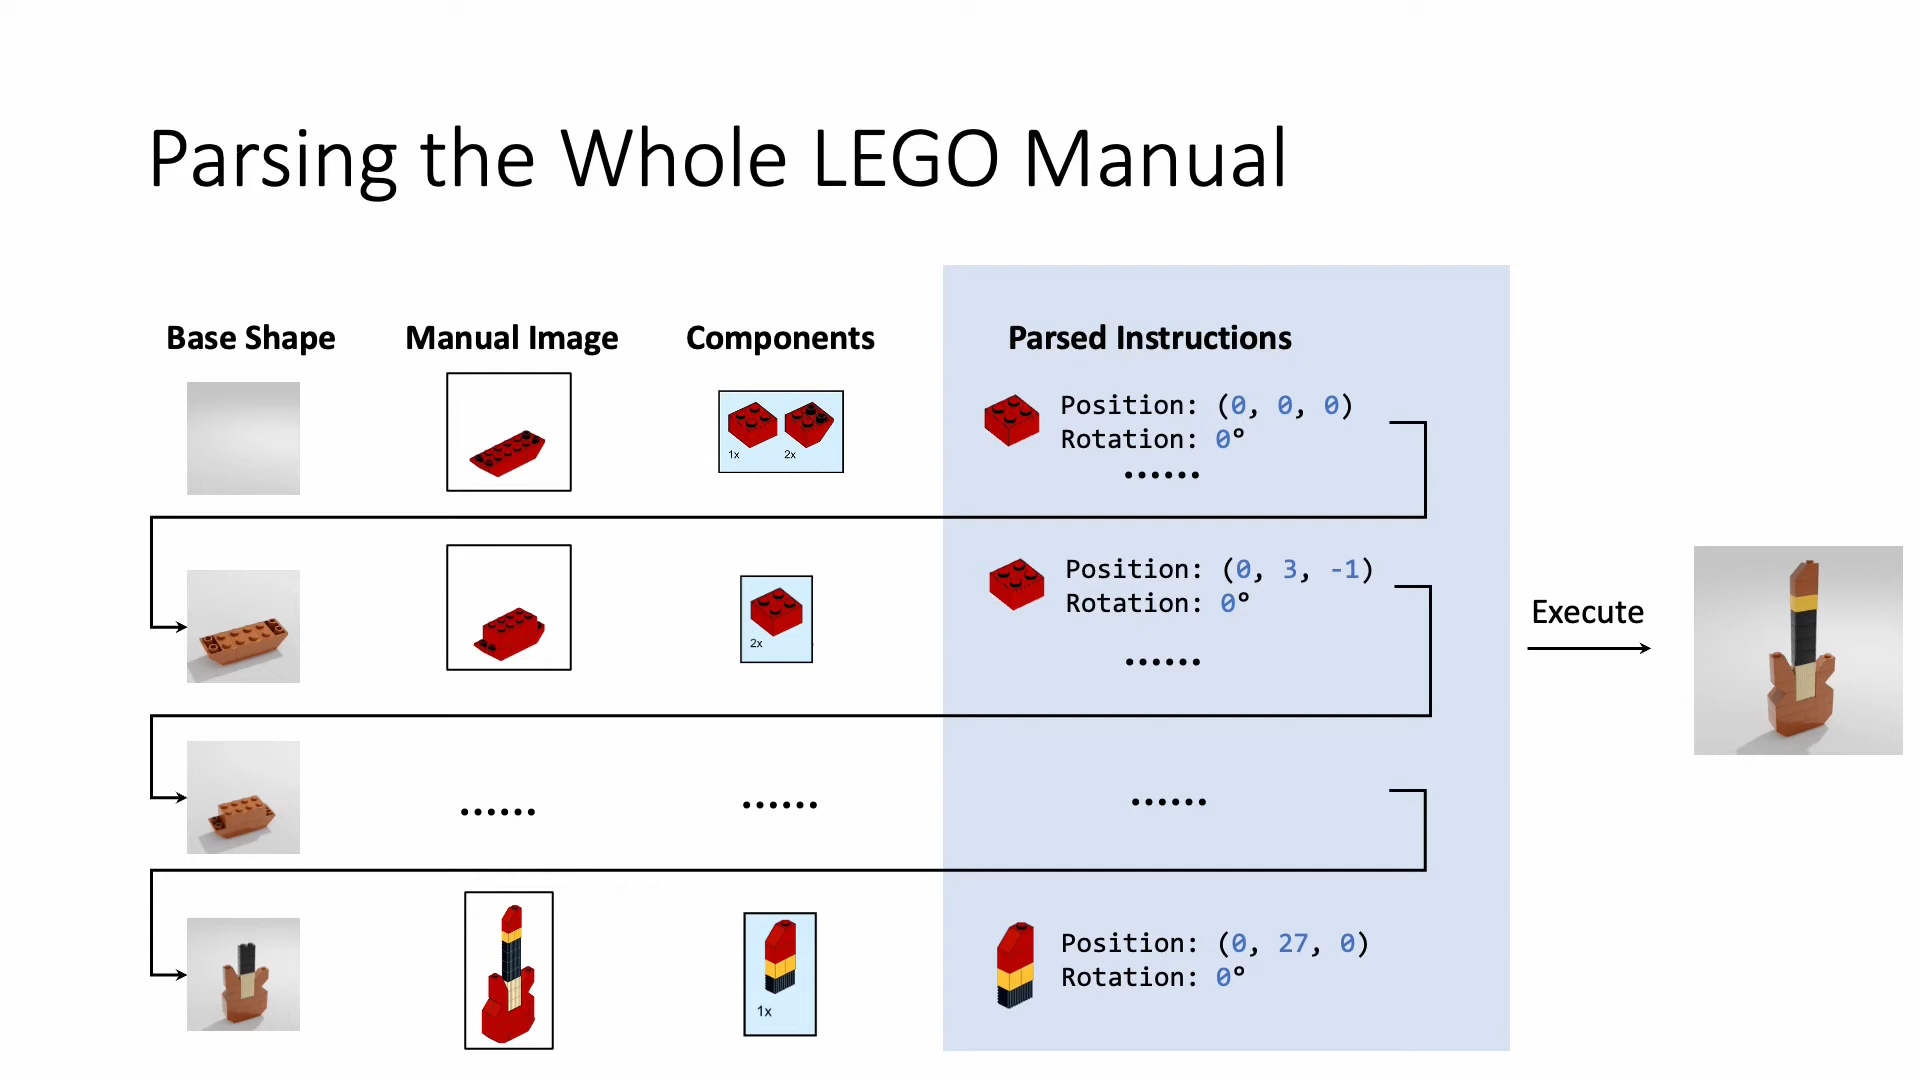 Parsing the Whole LEGO Manual
Base Shape Manual Image Components Parsed Instructions
Position: (0, 0, 0)
Rotation: 0°
1x 2x
......
Position: (0, 3, -1)
Rotation: 0°
Execute
2x
......
...... ...... ......
Position: (0, 27, 0)
Rotation: 0°
1x